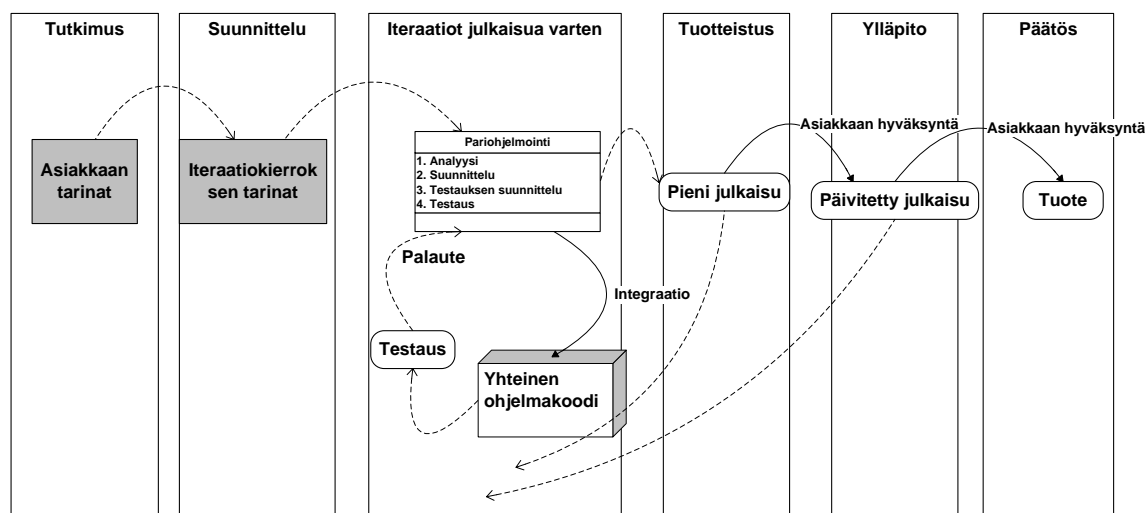 Tutkimus
Suunnittelu
Iteraatiot julkaisua varten
Tuotteistus
Ylläpito
Päätös
Asiakkaan
tarinat
Iteraatiokierrok
sen tarinat
Pariohjelmointi
1. Analyysi
2. Suunnittelu
3. Testauksen suunnittelu
4. Testaus
Asiakkaan hyväksyntä
Asiakkaan hyväksyntä
Pieni julkaisu
Päivitetty julkaisu
Tuote
Palaute
Integraatio
Testaus
Yhteinen
ohjelmakoodi